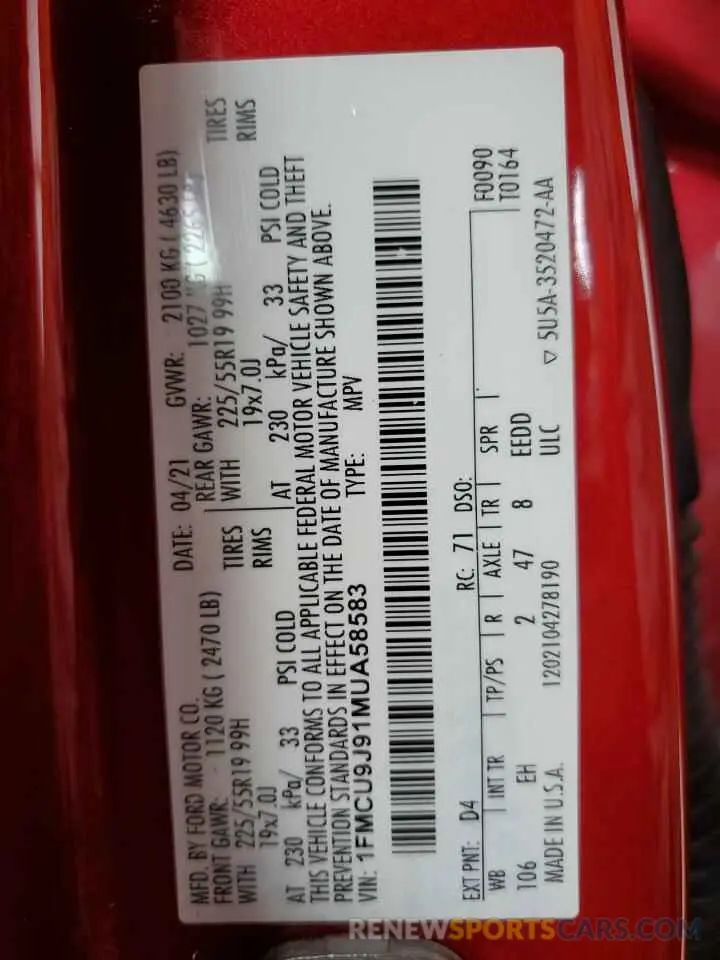 MFD. BY FORD MOTOR CO.
DATE: 04/21 GVWR: 2100 KG ( 4630 LB)
FRONT GAWR: 1120 KG ( 2470 LB) REAR GAWR: 1027
WITH 225/55R19 99H TIRES WITH 225/55R19 99H TIRES
19x7.0J RIMS 19x7.0J RIMS
AT 230 kPa/ 33 PSI COLD AT 230 kPa/ 33 PSI COLD
THIS VEHICLE CONFORMS TO ALL APPLICABLE FEDERAL MOTOR VEHICLE SAFETY AND THEFT
PREVENTION STANDARDS IN EFFECT ON THE DATE OF MANUFACTURE SHOWN ABOVE.
VIN: 1FMCU9J91MUA58583 TYPE: MPV
EXT PNT: D4 RC: 71 DSO: F0090
T0164
WB INT TR TP/PS R AXLE TR SPR
106 EH 2 47 8 EEDD
MADE IN U.S.A. 1202104278190 ULC ▽ 5U5A-3520472-AA
RENEWSPORTSCARS.COM